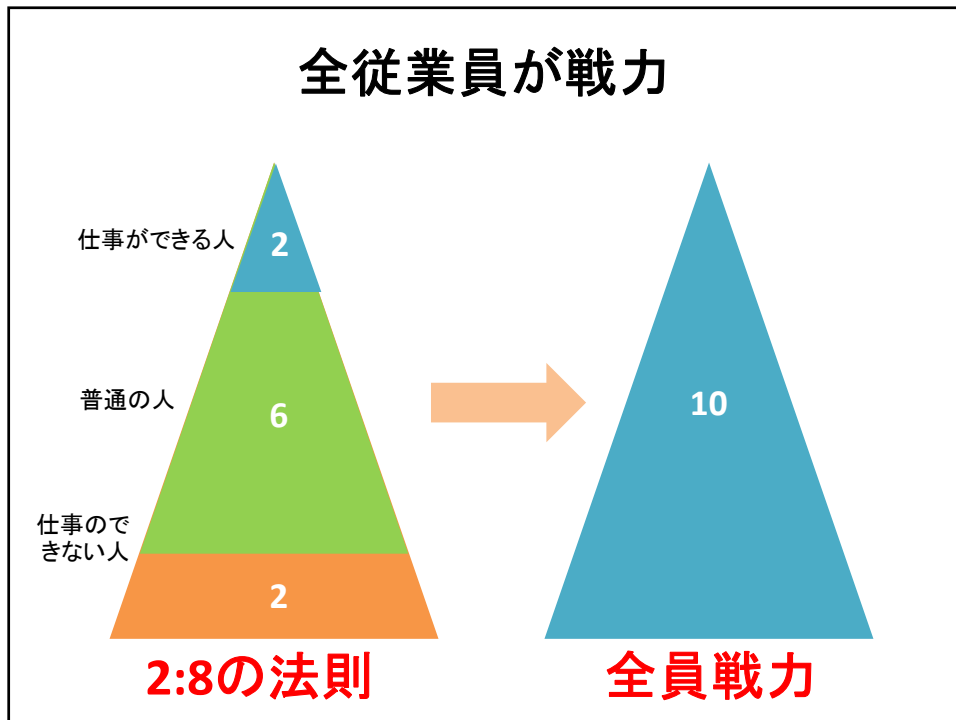 全従業員が戦力
仕事ができる人
2
普通の人
6
10
仕事ので
きない人
2
2:8の法則
全員戦力